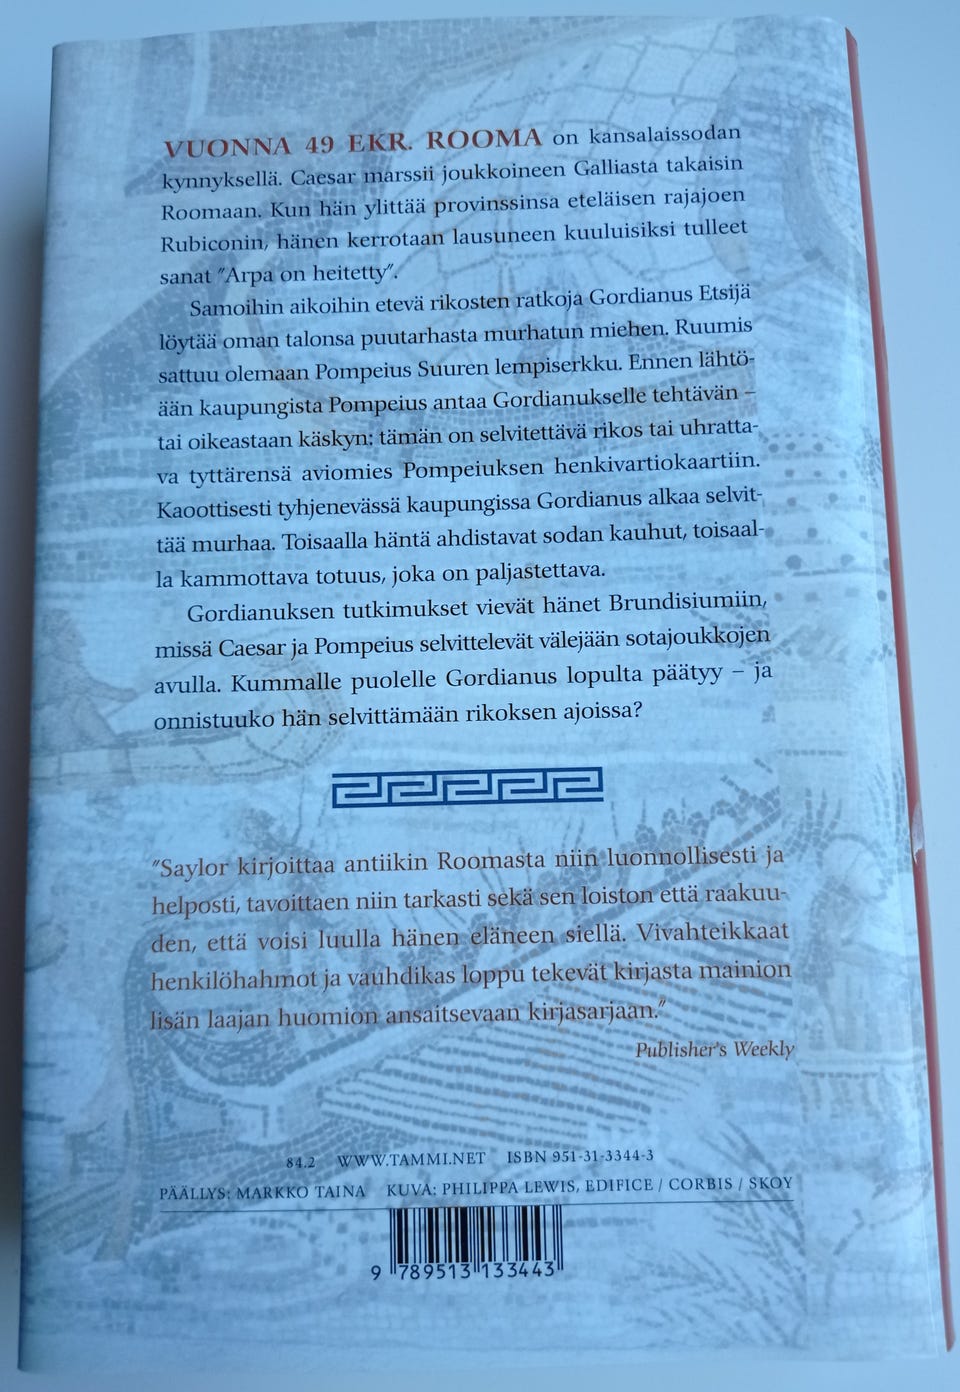 VUONNA 49 EKR. ROOMA on kansalaissodan
kynnyksellä. Caesar marssii joukkoineen Galliasta takaisin
Roomaan. Kun hän ylittää provinssinsa eteläisen rajajoen
Rubiconin, hänen kerrotaan lausuneen kuuluisiksi tulleet
sanat "Arpa on heitetty".
Samoihin aikoihin etevä rikosten ratkoja Gordianus Etsijä
löytää oman talonsa puutarhasta murhatun miehen. Ruumis
sattuu olemaan Pompeius Suuren lempiserkku. Ennen lähtö-
ään kaupungista Pompeius antaa Gordianukselle tehtävän –
tai oikeastaan käskyn: tämän on selvitettävä rikos tai uhratta-
va tyttärensä aviomies Pompeiuksen henkivartiokaartiin.
Kaoottisesti tyhjenevässä kaupungissa Gordianus alkaa selvit-
tää murhaa. Toisaalla häntä ahdistavat sodan kauhut, toisaal-
la kammottava totuus, joka on paljastettava.
Gordianuksen tutkimukset vievät hänet Brundisiumiin,
missä Caesar ja Pompeius selvittelevät välejään sotajoukkojen
avulla. Kummalle puolelle Gordianus lopulta päätyy – ja
onnistuuko hän selvittämään rikoksen ajoissa?
"Saylor kirjoittaa antiikin Roomasta niin luonnollisesti ja
helposti, tavoittaen niin tarkasti sekä sen loiston että raakuu-
den, että voisi luulla hänen eläneen siellä. Vivahteikkaat
henkilöhahmot ja vauhdikas loppu tekevät kirjasta mainion
lisän laajan huomion ansaitsevaan kirjasarjaan."
Publisher's Weekly
84.2 WWW.TAMMI.NET ISBN 951-31-3344-3
PÄÄLLYS: MARKKO TAINA KUVA: PHILIPPA LEWIS, EDIFICE / CORBIS / SKOY
9 789513 133443